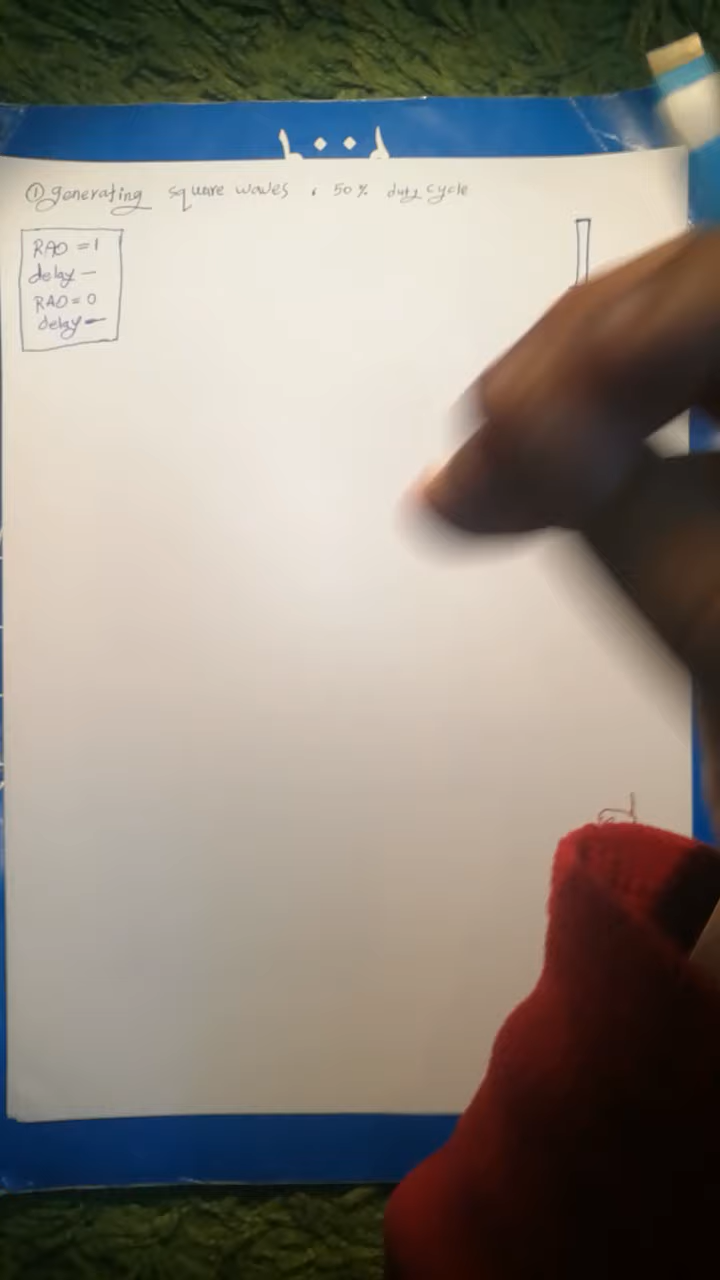 ① generating square waves, 50% duty cycle
RA0 = 1
delay —
RA0 = 0
delay —